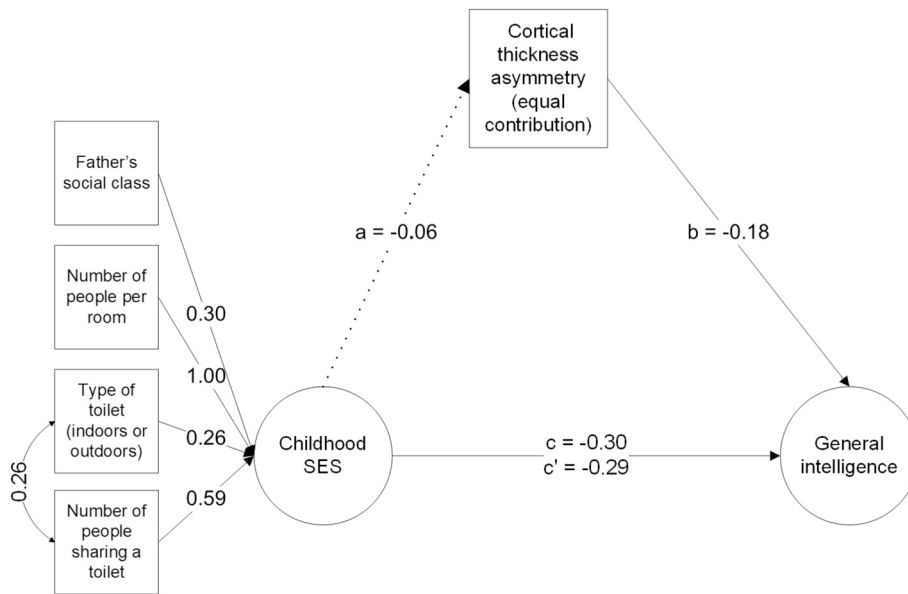 Cortical
thickness
asymmetry
(equal
contribution)
Father's
social class
Number of
people per
room
Type of
toilet
(indoors or
outdoors)
Number of
people
sharing a
toilet
0.26
0.30
1.00
0.26
0.59
a = -0.06
b = -0.18
Childhood
SES
c = -0.30
c' = -0.29
General
intelligence